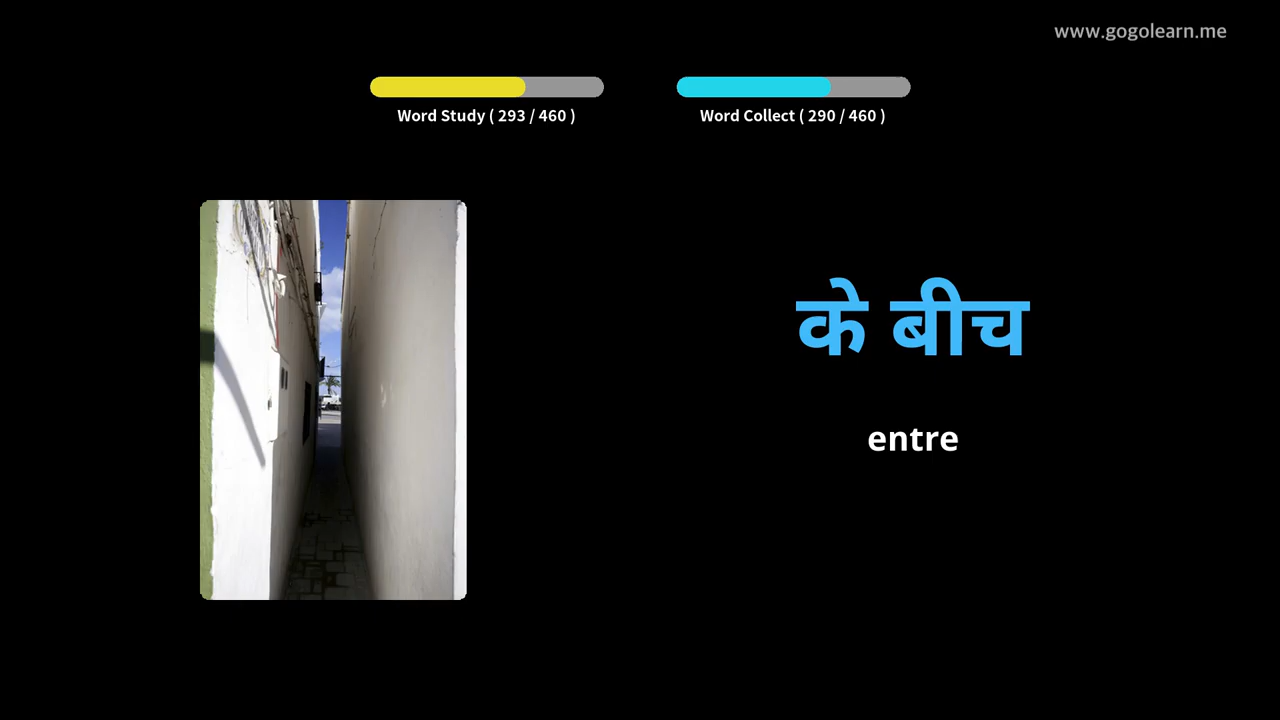 www.gogolearn.me
Word Study ( 293 / 460 )
Word Collect ( 290 / 460 )
के बीच
entre